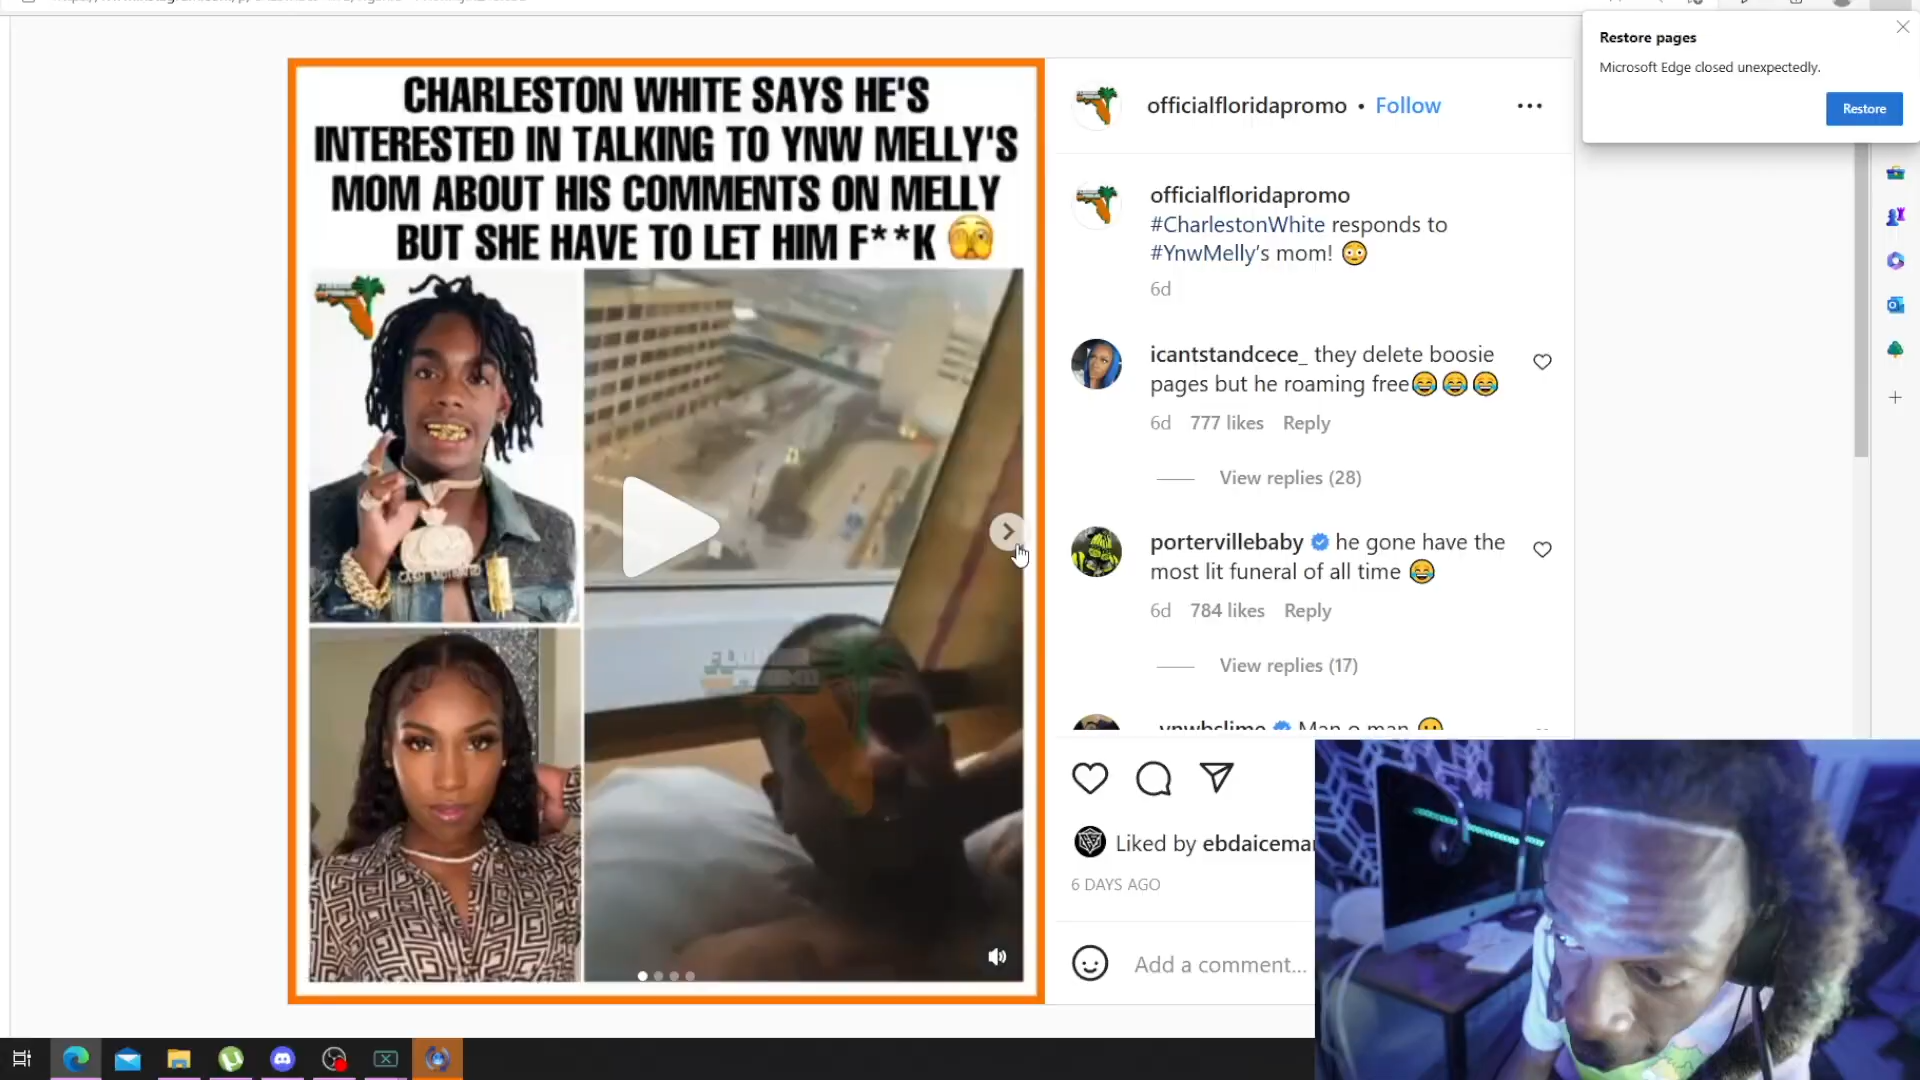 Restore pages
Microsoft Edge closed unexpectedly.
Restore
CHARLESTON WHITE SAYS HE'S
INTERESTED IN TALKING TO YNW MELLY'S
MOM ABOUT HIS COMMENTS ON MELLY
BUT SHE HAVE TO LET HIM F**K 🫣
officialfloridapromo • Follow
officialfloridapromo
#CharlestonWhite responds to
#YnwMelly's mom! 😳
6d
icantstandcece_ they delete boosie
pages but he roaming free😂😂😂
6d 777 likes Reply
View replies (28)
portervillebaby he gone have the
most lit funeral of all time 😂
6d 784 likes Reply
View replies (17)
Man o man
Liked by
6 DAYS AGO
Add a comment...